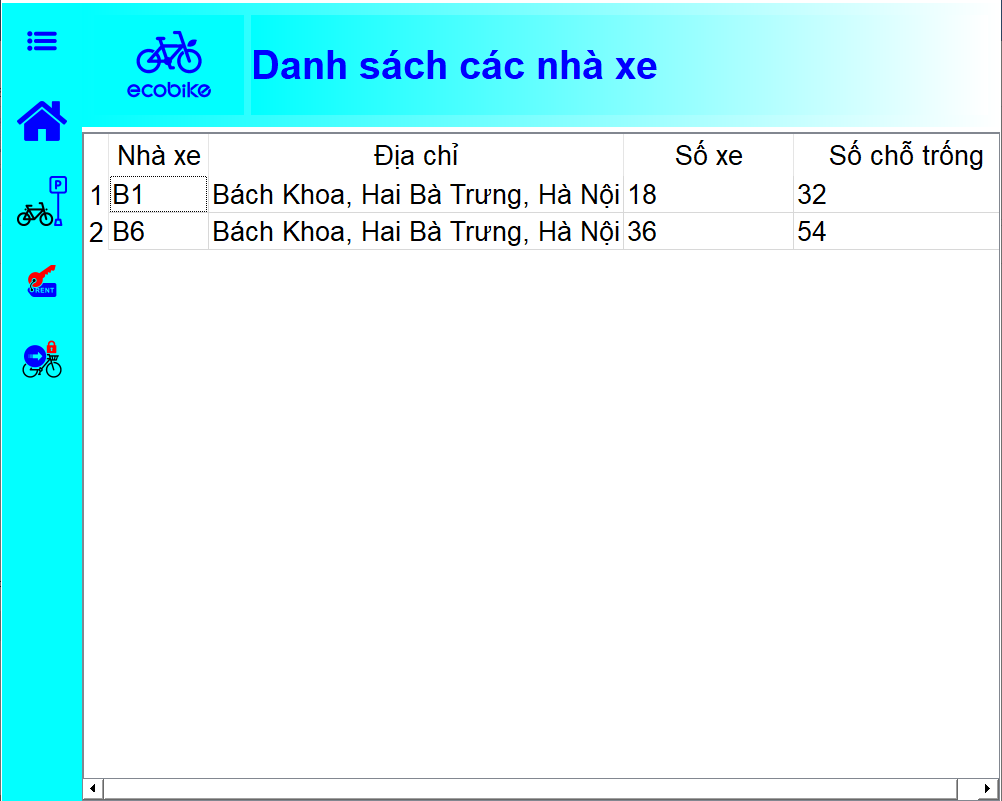 ecobike
Danh sách các nhà xe
P
RENT
Nhà xe Địa chỉ Số xe Số chỗ trống
1 B1 Bách Khoa, Hai Bà Trưng, Hà Nội 18 32
2 B6 Bách Khoa, Hai Bà Trưng, Hà Nội 36 54